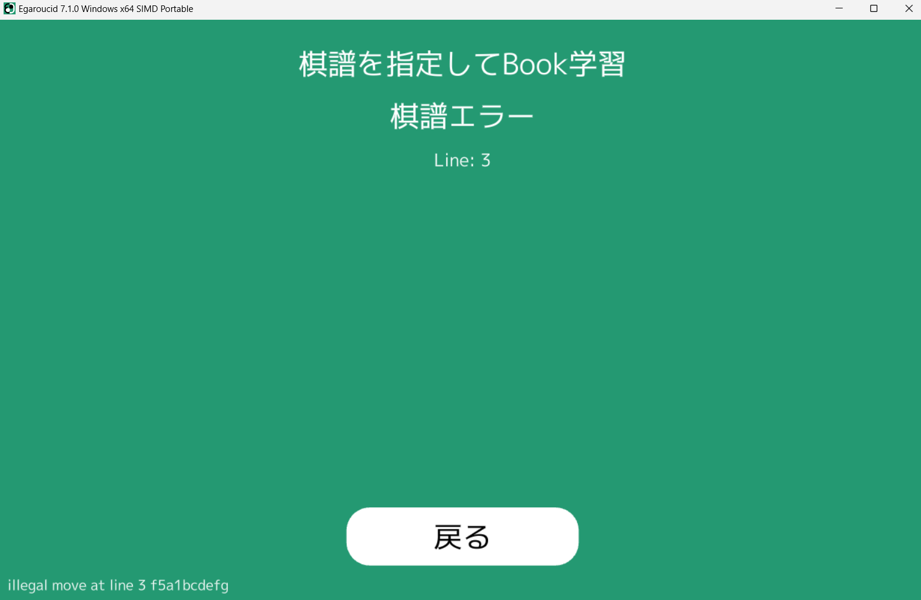 Egaroucid 7.1.0 Windows x64 SIMD Portable
棋譜を指定してBook学習
棋譜エラー
Line: 3
戻る
illegal move at line 3 f5a1bcdefg